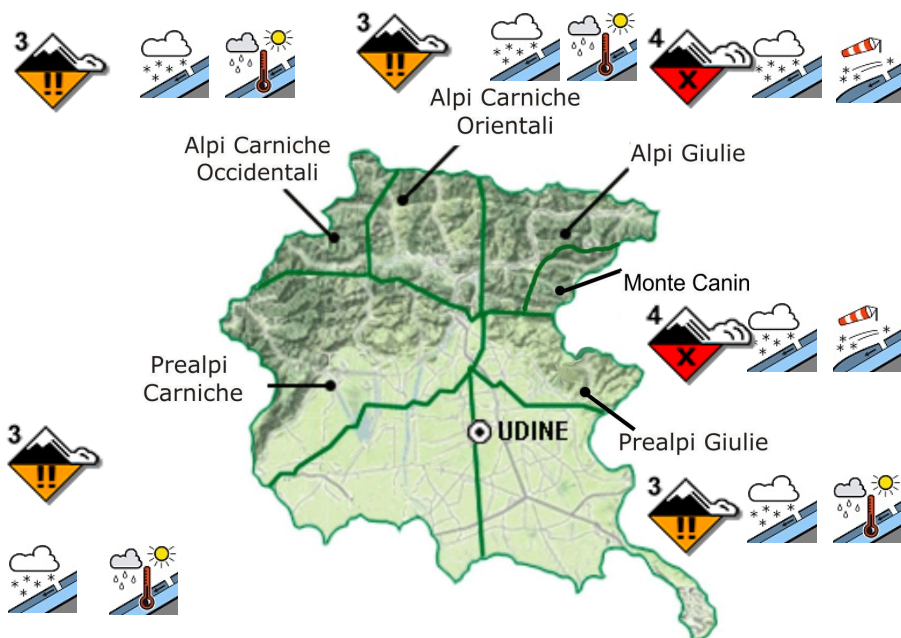 3
3
4
Alpi Carniche
Orientali
Alpi Carniche
Occidentali
Alpi Giulie
Monte Canin
4
Prealpi
Carniche
3
UDINE
Prealpi Giulie
3